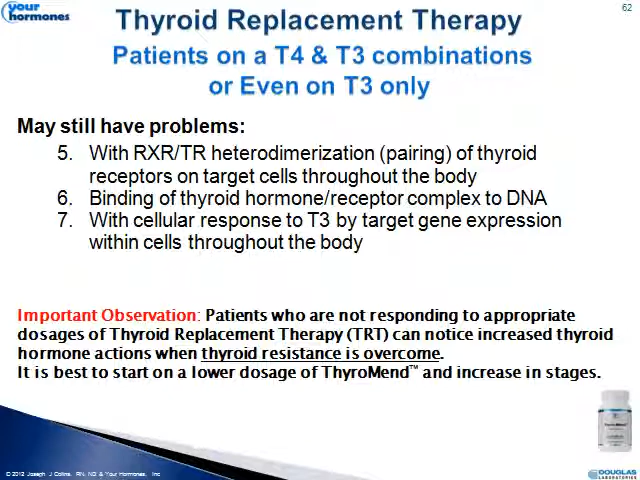 your
hormones
62
Thyroid Replacement Therapy
Patients on a T4 & T3 combinations
or Even on T3 only
May still have problems:
5. With RXR/TR heterodimerization (pairing) of thyroid
receptors on target cells throughout the body
6. Binding of thyroid hormone/receptor complex to DNA
7. With cellular response to T3 by target gene expression
within cells throughout the body
Important Observation: Patients who are not responding to appropriate
dosages of Thyroid Replacement Therapy (TRT) can notice increased thyroid
hormone actions when thyroid resistance is overcome.
It is best to start on a lower dosage of ThyroMend™ and increase in stages.
ThyroMend
© 2012 Joseph J Collins, RN, ND & Your Hormones, Inc
DOUGLAS
LABORATORIES